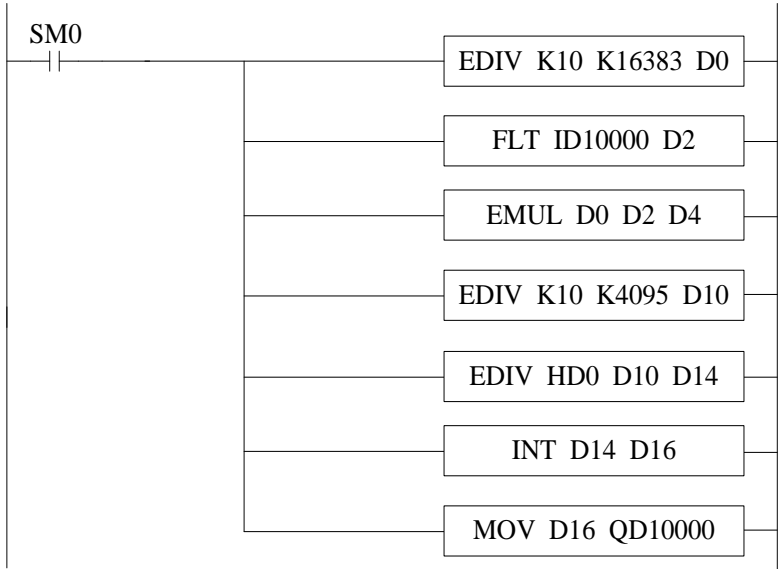 SM0
EDIV K10 K16383 D0
FLT ID10000 D2
EMUL D0 D2 D4
EDIV K10 K4095 D10
EDIV HD0 D10 D14
INT D14 D16
MOV D16 QD10000